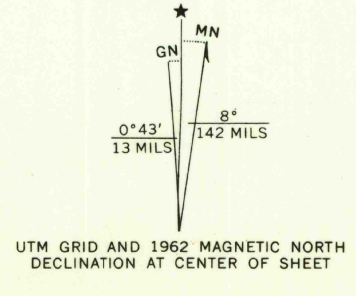 ★
MN
GN
0°43'
13 MILS
8°
142 MILS
UTM GRID AND 1962 MAGNETIC NORTH
DECLINATION AT CENTER OF SHEET